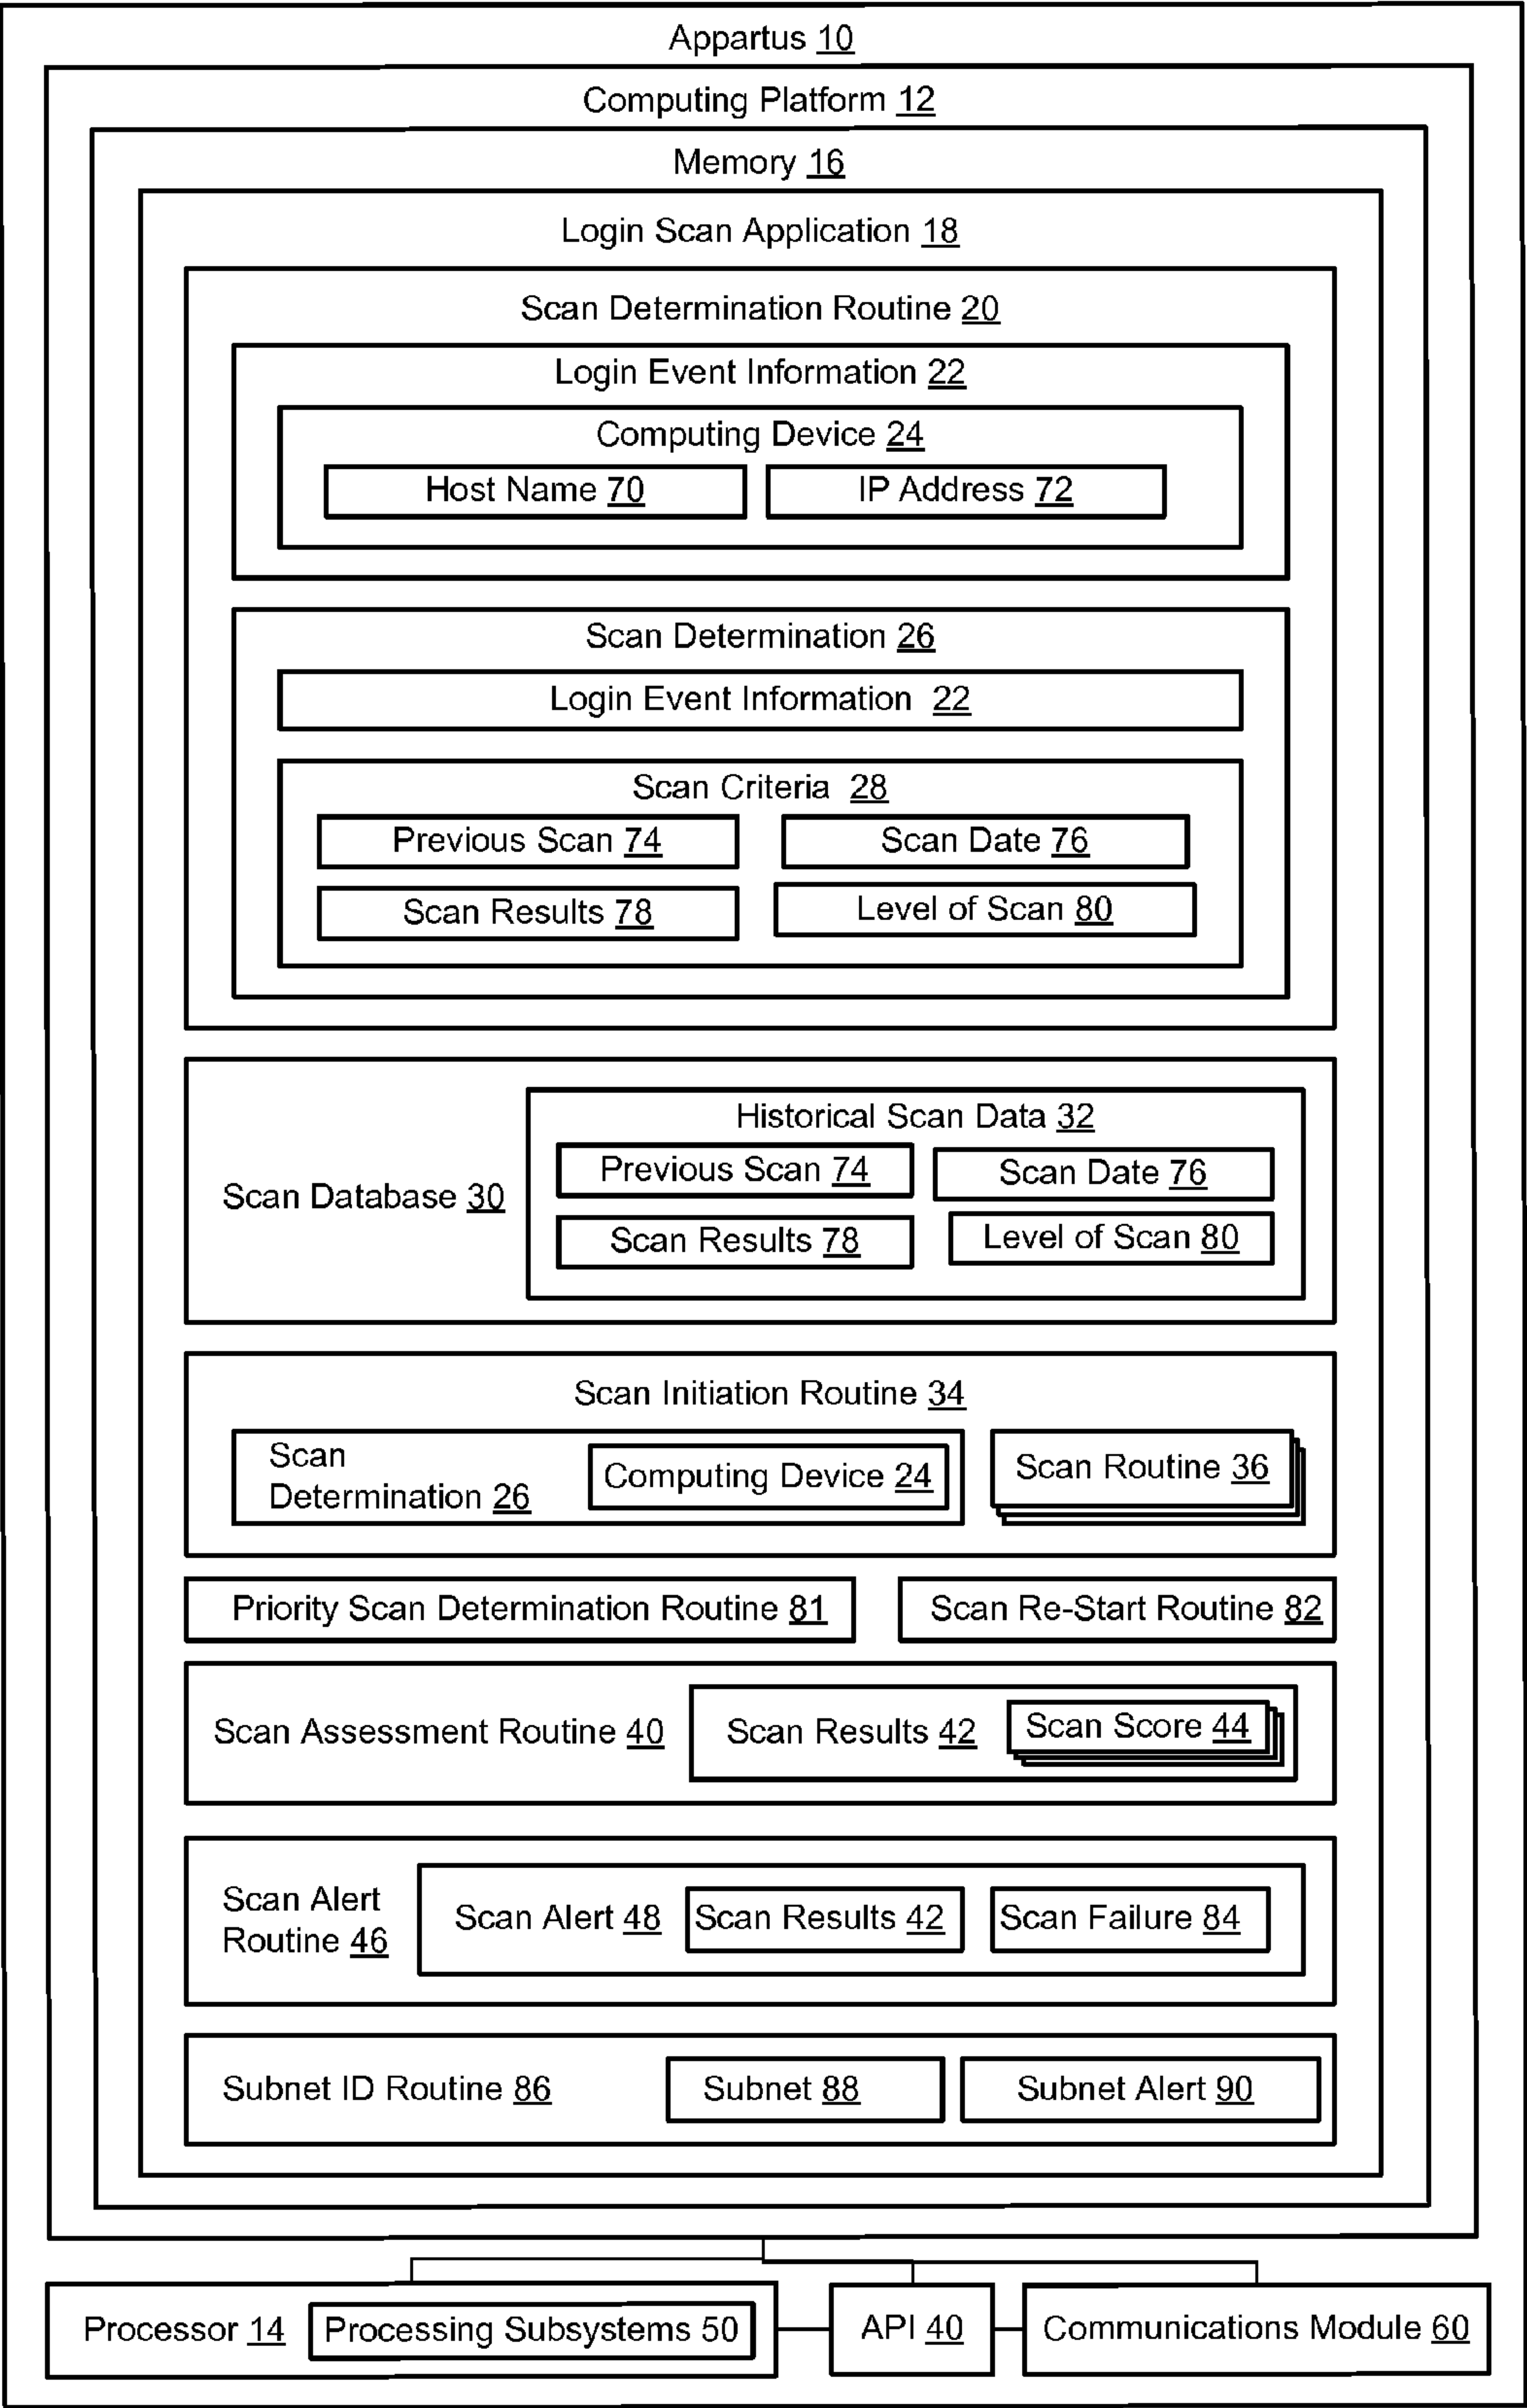 Appartus 10
Computing Platform 12
Memory 16
Login Scan Application 18
Scan Determination Routine 20
Login Event Information 22
Computing Device 24
Host Name 70
IP Address 72
Scan Determination 26
Login Event Information 22
Scan Criteria 28
Previous Scan 74
Scan Date 76
Scan Results 78
Level of Scan 80
Scan Database 30
Historical Scan Data 32
Previous Scan 74
Scan Date 76
Scan Results 78
Level of Scan 80
Scan Initiation Routine 34
Scan
Determination 26
Computing Device 24
Scan Routine 36
Priority Scan Determination Routine 81
Scan Re-Start Routine 82
Scan Assessment Routine 40
Scan Results 42
Scan Score 44
Scan Alert
Routine 46
Scan Alert 48
Scan Results 42
Scan Failure 84
Subnet ID Routine 86
Subnet 88
Subnet Alert 90
Processor 14
Processing Subsystems 50
API 40
Communications Module 60